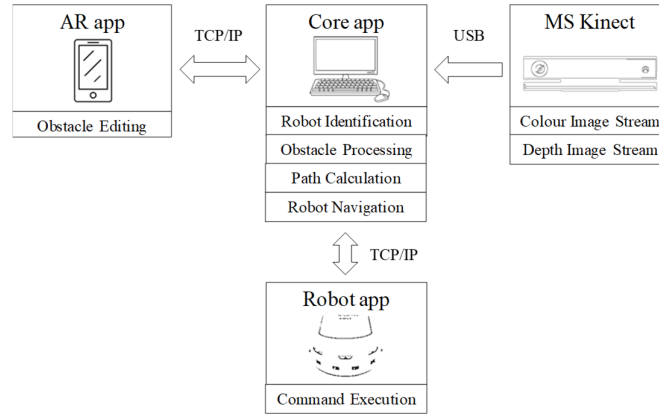 AR app
Obstacle Editing
TCP/IP
Core app
Robot Identification
Obstacle Processing
Path Calculation
Robot Navigation
USB
MS Kinect
Colour Image Stream
Depth Image Stream
TCP/IP
Robot app
Command Execution